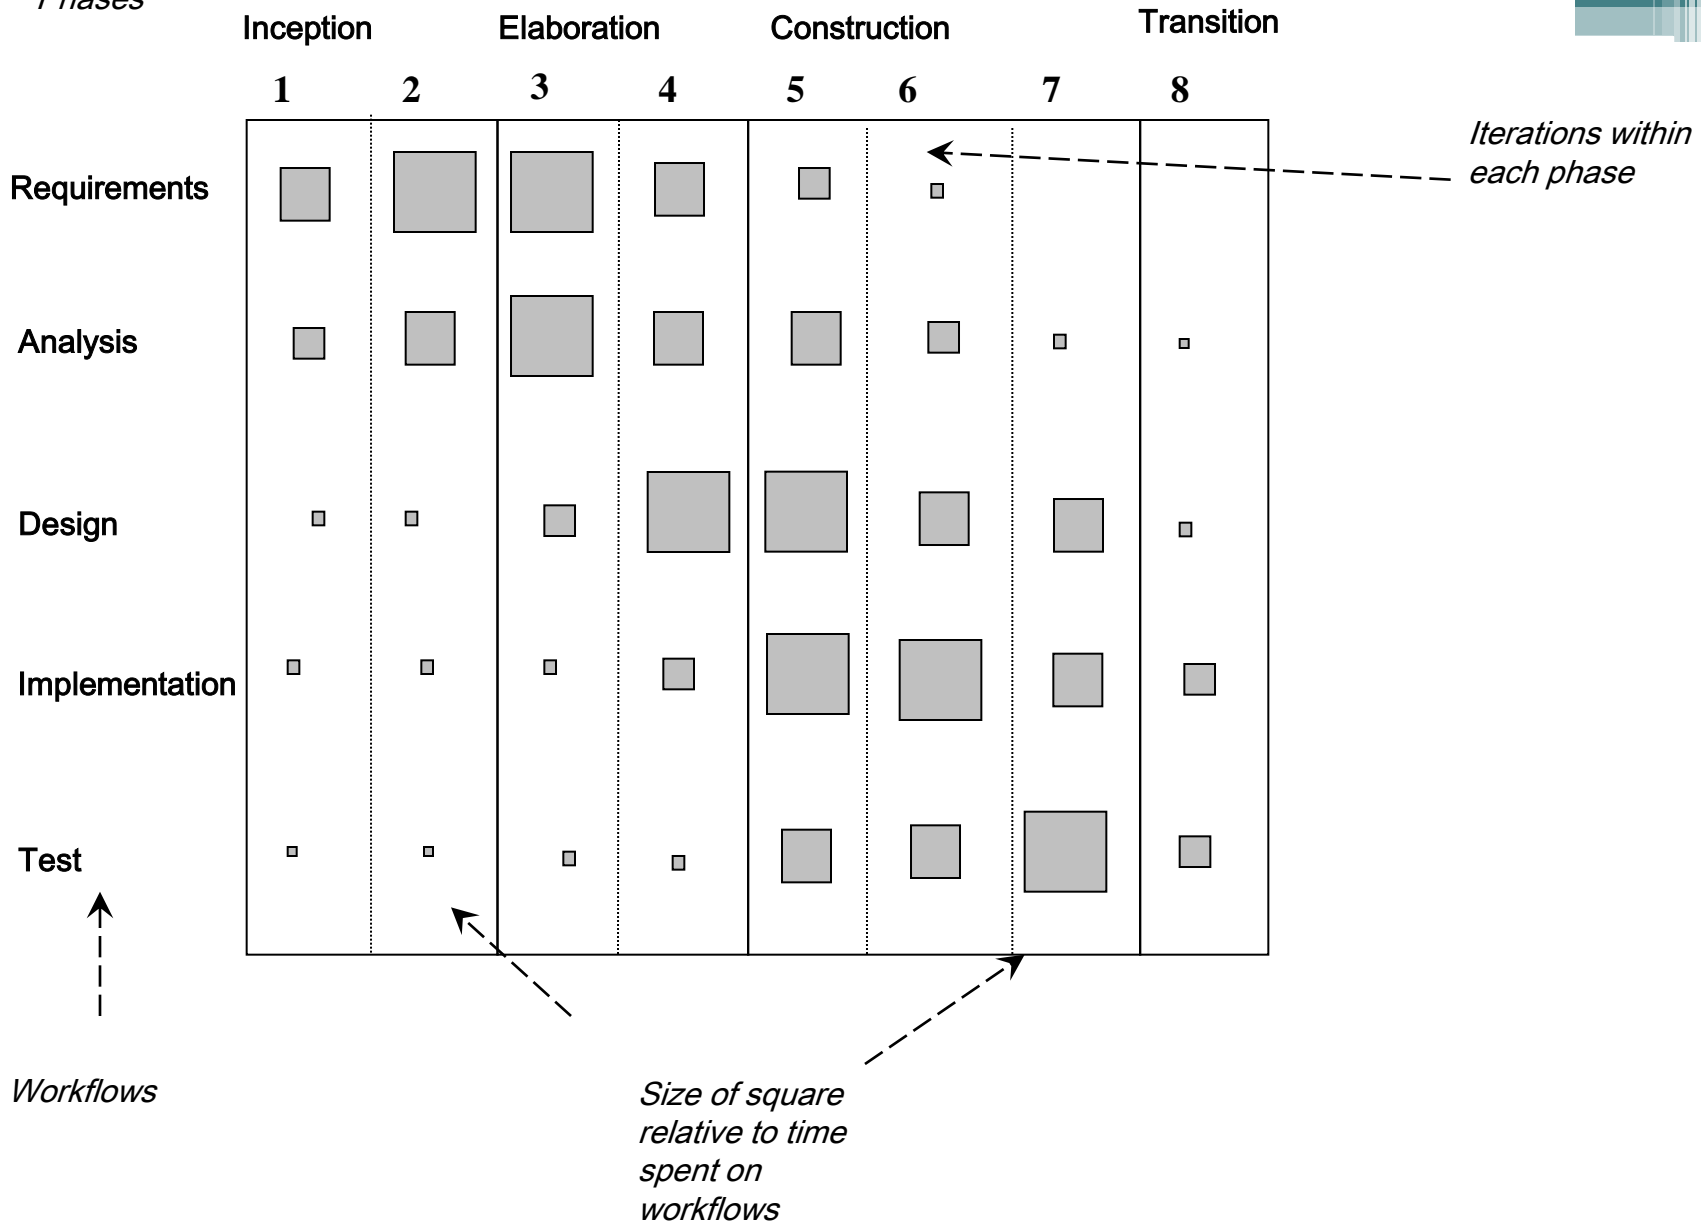 Phases
Inception Elaboration Construction Transition
1 2 3 4 5 6 7 8
Iterations within
each phase
Requirements
Analysis
Design
Implementation
Test
Workflows
Size of square
relative to time
spent on
workflows